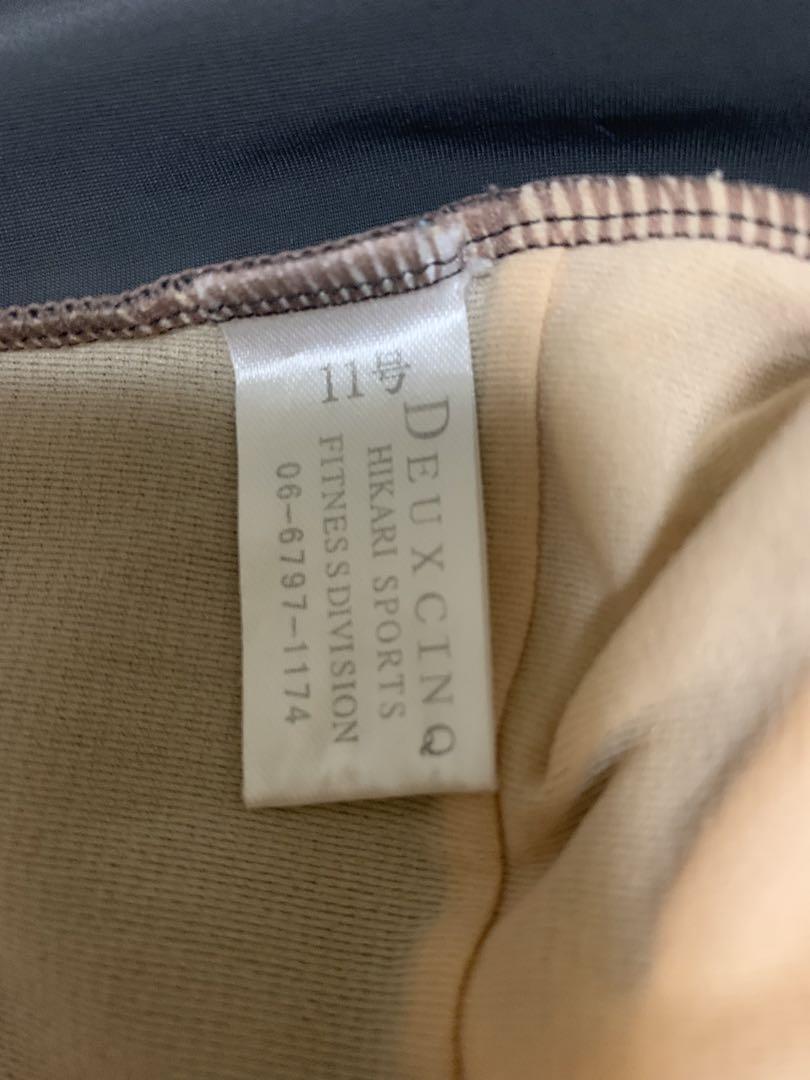 11号
DEUXCINQ
HIKARI SPORTS
FITNESS DIVISION
06-6797-1174